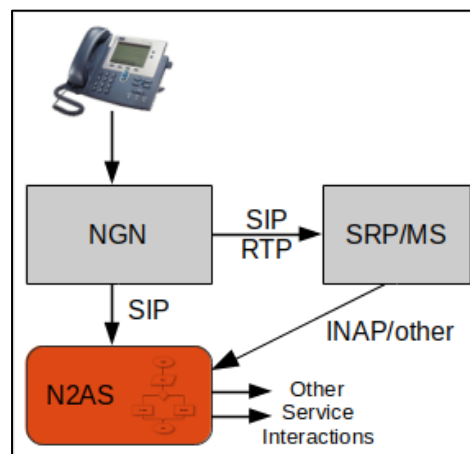 NGN
SIP
RTP
SRP/MS
SIP
INAP/other
N2AS
Other
Service
Interactions